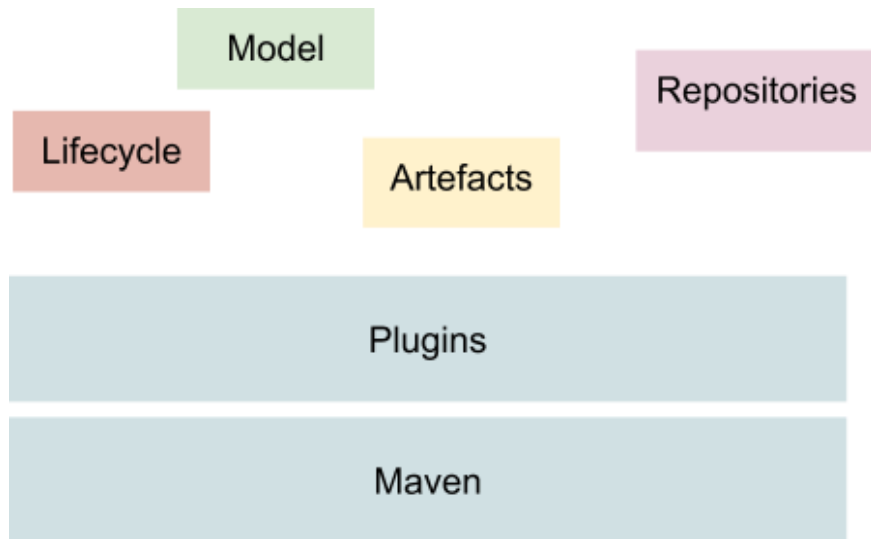 Model
Repositories
Lifecycle
Artefacts
Plugins
Maven